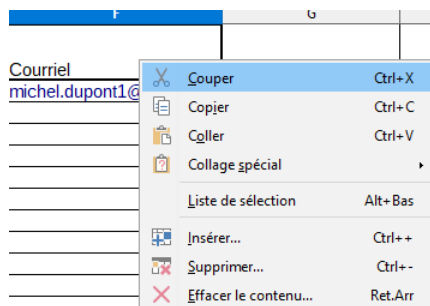 F G
Courriel
michel.dupont1@
Couper Ctrl+X
Copier Ctrl+C
Coller Ctrl+V
Collage spécial
Liste de sélection Alt+Bas
Insérer... Ctrl++
Supprimer... Ctrl+-
Effacer le contenu... Ret.Arr